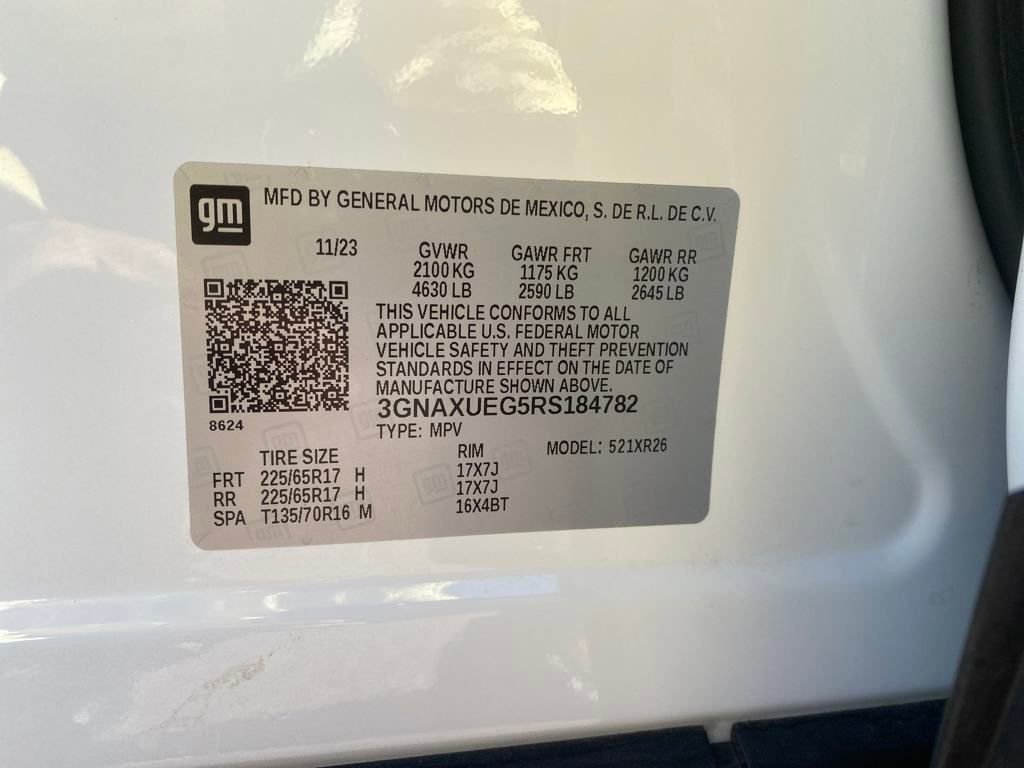 gm MFD BY GENERAL MOTORS DE MEXICO, S. DE R.L. DE C.V.
11/23 GVWR GAWR FRT GAWR RR
2100 KG 1175 KG 1200 KG
4630 LB 2590 LB 2645 LB
THIS VEHICLE CONFORMS TO ALL
APPLICABLE U.S. FEDERAL MOTOR
VEHICLE SAFETY AND THEFT PREVENTION
STANDARDS IN EFFECT ON THE DATE OF
MANUFACTURE SHOWN ABOVE.
3GNAXUEG5RS184782
8624
TYPE: MPV
MODEL: 521XR26
TIRE SIZE RIM
FRT 225/65R17 H 17X7J
RR 225/65R17 H 17X7J
SPA T135/70R16 M 16X4BT